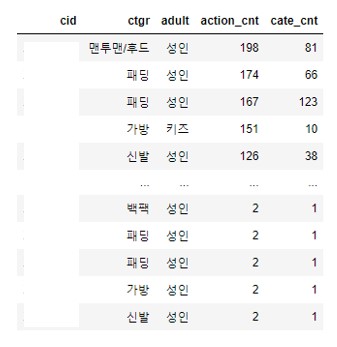 cid ctgr adult action_cnt cate_cnt
맨투맨/후드 성인 198 81
패딩 성인 174 66
패딩 성인 167 123
가방 키즈 151 10
신발 성인 126 38
... ... ... ...
백팩 성인 2 1
패딩 성인 2 1
패딩 성인 2 1
가방 성인 2 1
신발 성인 2 1